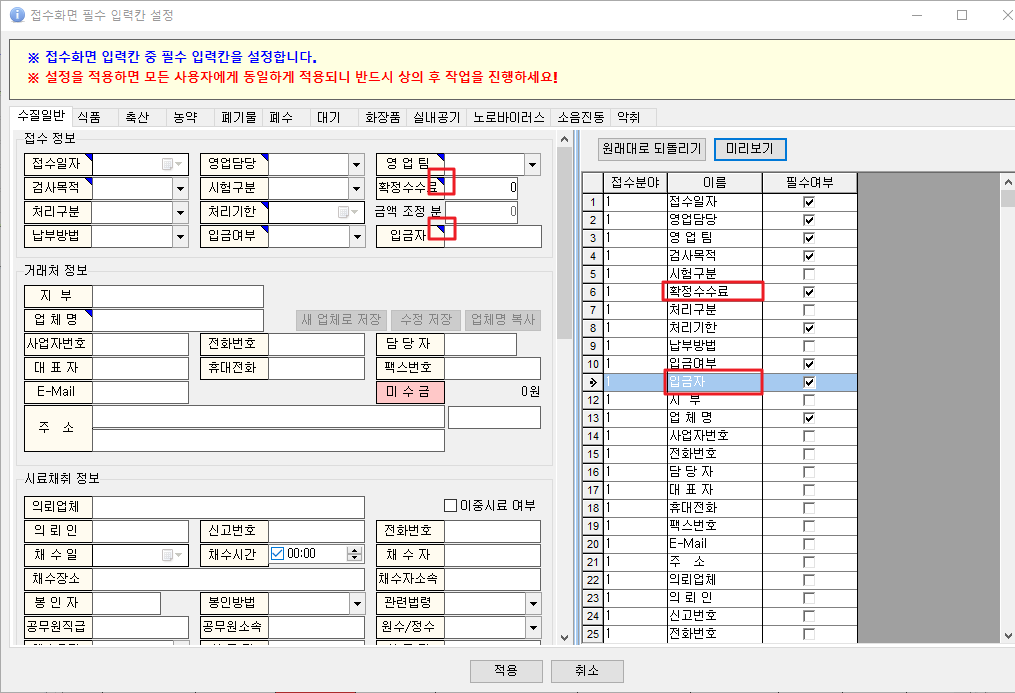 접수화면 필수 입력칸 설정
※ 접수화면 입력칸 중 필수 입력칸을 설정합니다.
※ 설정을 적용하면 모든 사용자에게 동일하게 적용되니 반드시 상의 후 작업을 진행하세요!
수질일반 식품 축산 농약 폐기물 폐수 대기 화장품 실내공기 노로바이러스 소음진동 악취
접수 정보
접수일자 영업담당 영 업 팀
검사목적 시험구분 확정수수료 0
처리구분 처리기한 금액 조정 분 0
납부방법 입금여부 입금자
거래처 정보
지 부
업 체 명 새 업체로 저장 수정 저장 업체명 복사
사업자번호 전화번호 담 당 자
대 표 자 휴대전화 팩스번호
E-Mail 미 수 금 0원
주 소
시료채취 정보
의뢰업체 이중시료 여부
의 뢰 인 신고번호 전화번호
채 수 일 채수시간 00:00 채 수 자
채수장소 채수자소속
봉 인 자 봉인방법 관련법령
공무원직급 공무원소속 원수/정수
원래대로 되돌리기 미리보기
접수분야 이름 필수여부
1 1 접수일자
2 1 영업담당
3 1 영 업 팀
4 1 검사목적
5 1 시험구분
6 1 확정수수료
7 1 처리구분
8 1 처리기한
9 1 납부방법
10 1 입금여부
1 입금자
12 1 지 부
13 1 업 체 명
14 1 사업자번호
15 1 전화번호
16 1 담 당 자
17 1 대 표 자
18 1 휴대전화
19 1 팩스번호
20 1 E-Mail
21 1 주 소
22 1 의뢰업체
23 1 의 뢰 인
24 1 신고번호
25 1 전화번호
적용 취소